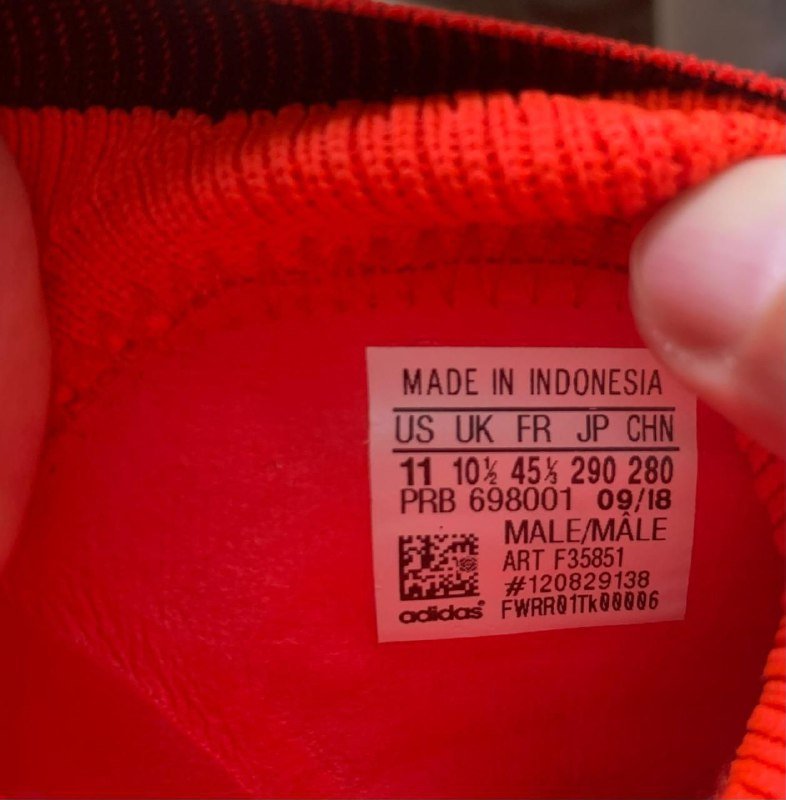 MADE IN INDONESIA
US UK FR JP CHN
11 10½ 45⅓ 290 280
PRB 698001 09/18
MALE/MÂLE
ART F35851
#120829138
adidas® FWRR01Tk00006